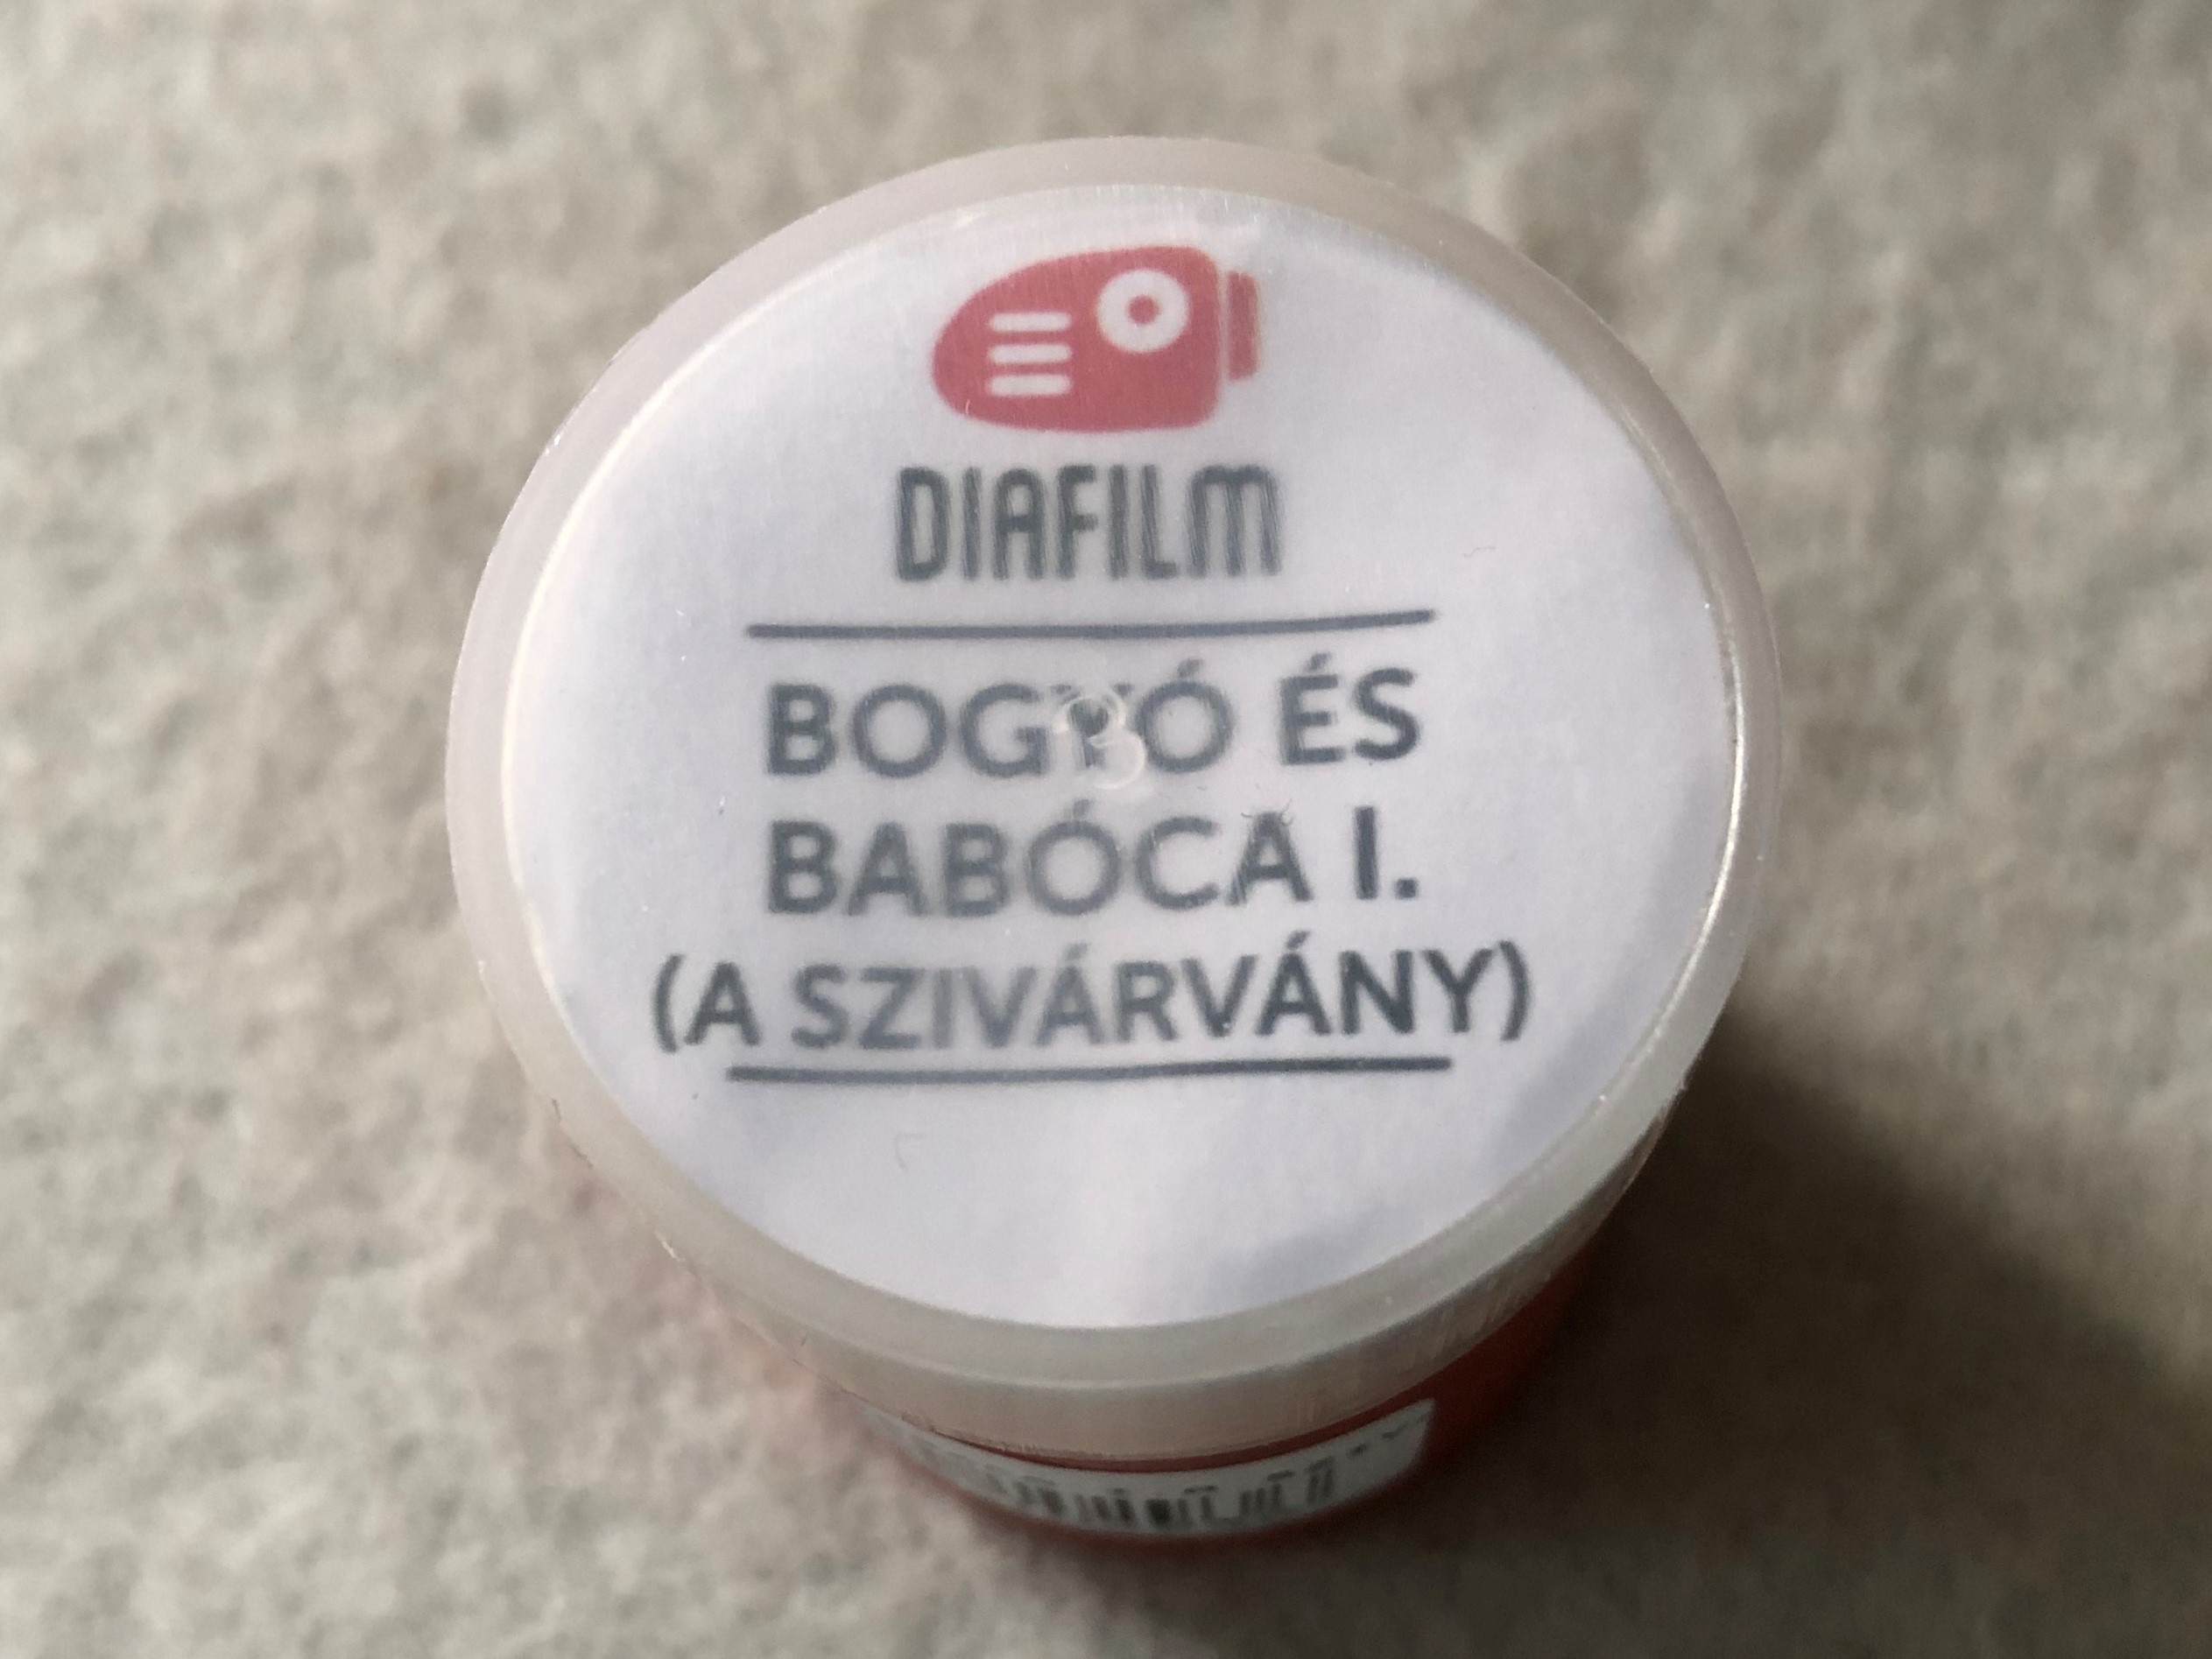 DIAFILM
BOGYÓ ÉS
BABÓCA I.
(A SZIVÁRVÁNY)